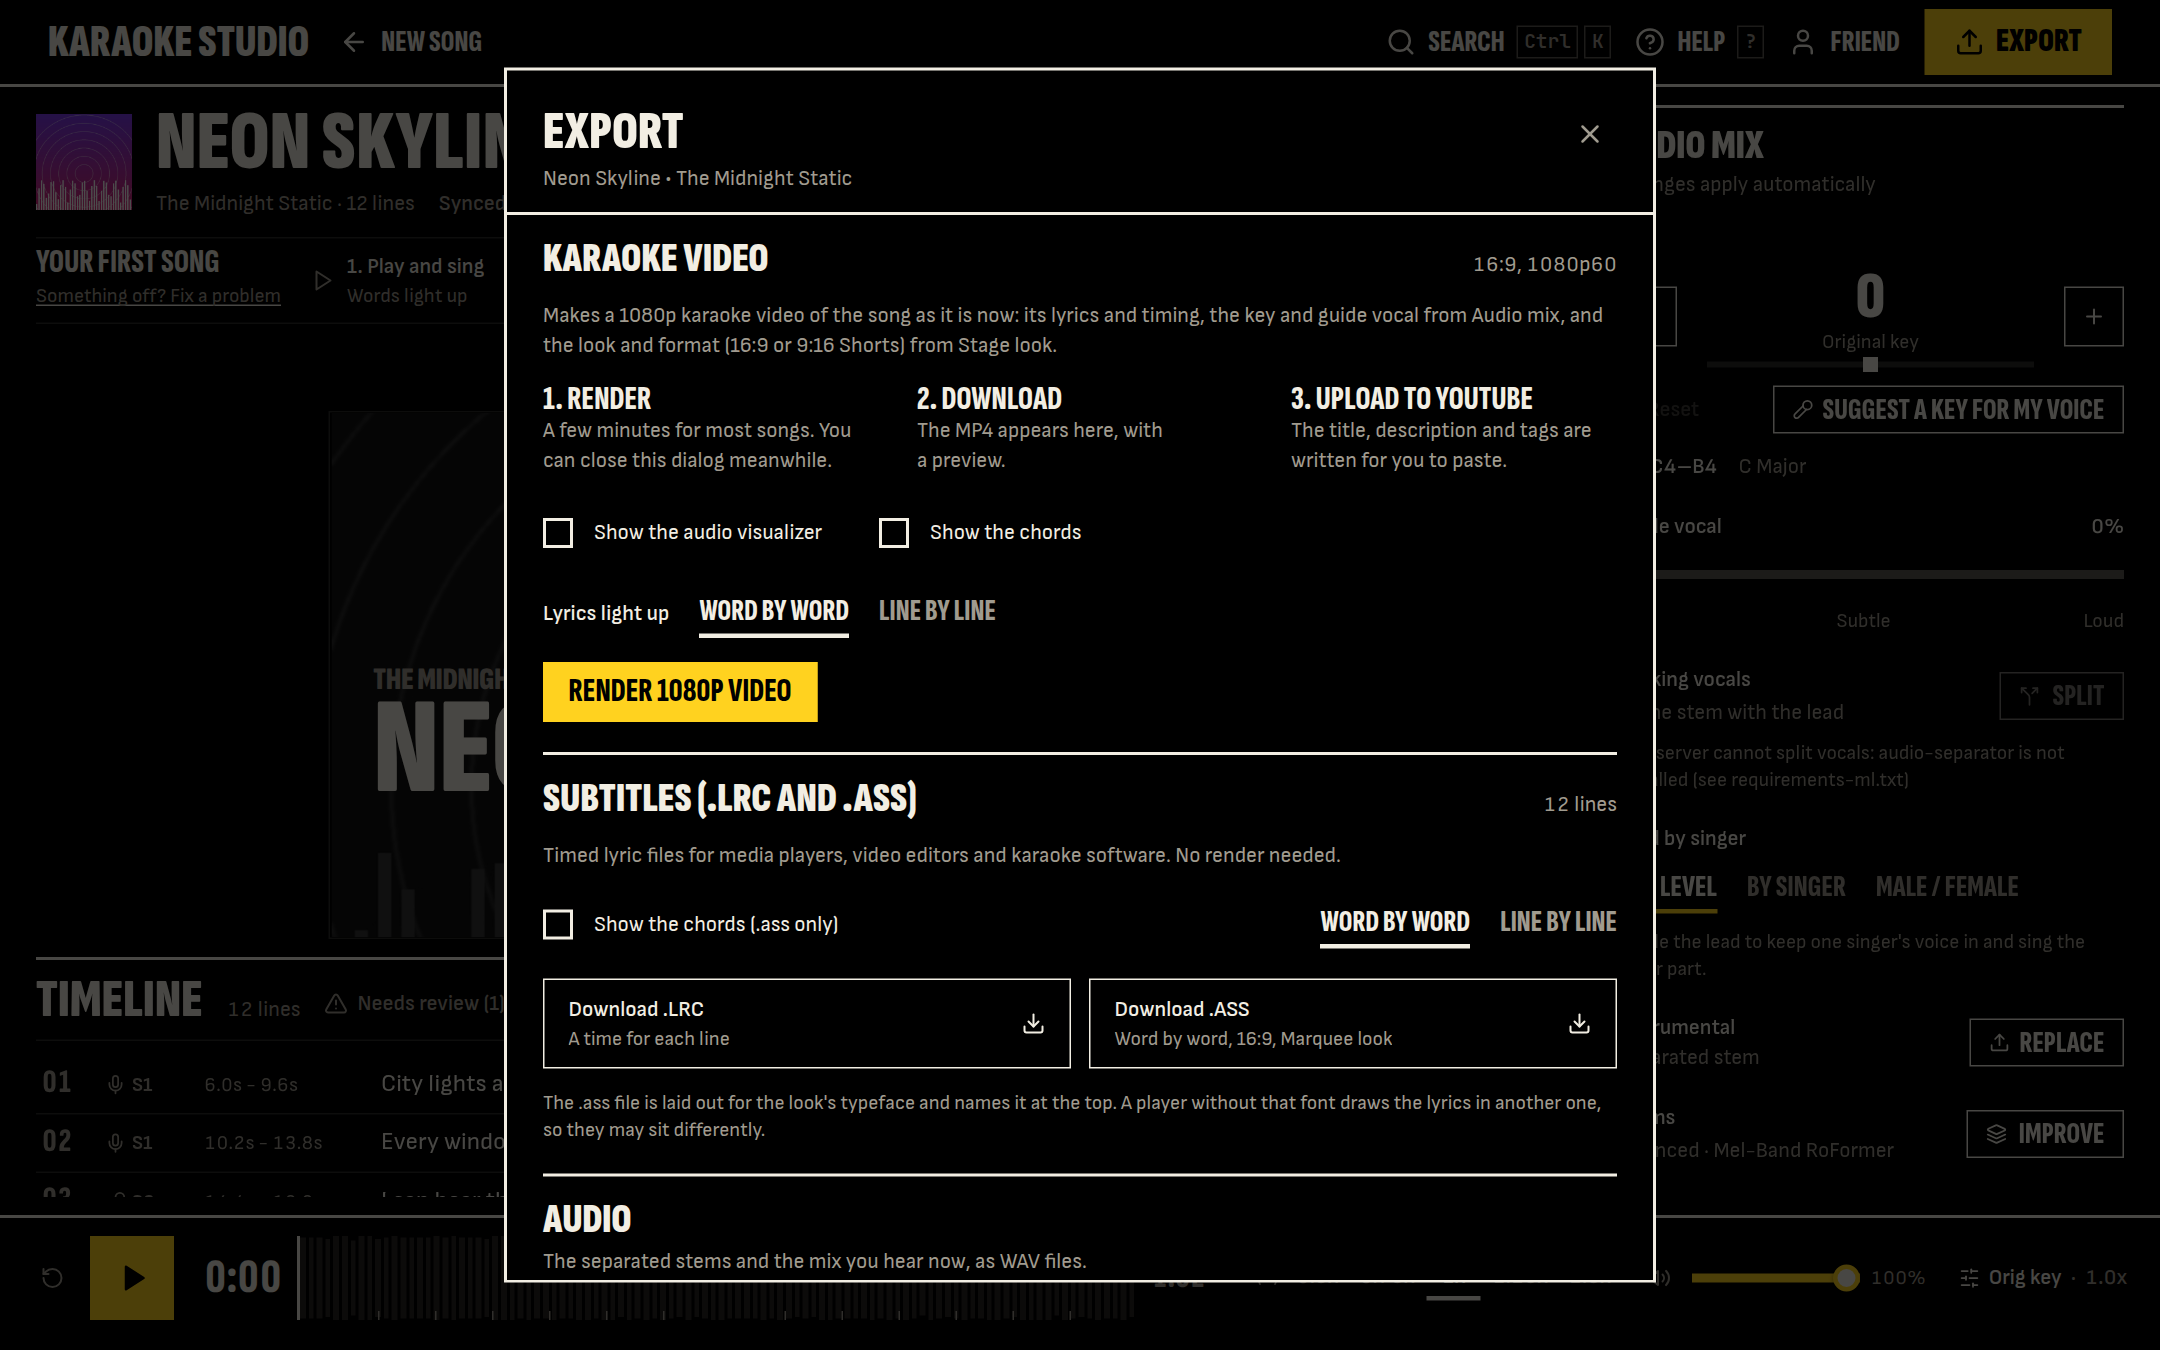 KARAOKE STUDIO
NEW SONG
SEARCH Ctrl K
HELP ?
FRIEND
EXPORT
NEON SKYLIN
The Midnight Static · 12 lines Synced
YOUR FIRST SONG
Something off? Fix a problem
1. Play and sing
Words light up
THE MIDNIGH
NEO
TIMELINE 12 lines Needs review (1)
01 S1 6.0s - 9.6s City lights a
02 S1 10.2s - 13.8s Every windo
0:00
EXPORT
Neon Skyline • The Midnight Static
KARAOKE VIDEO
16:9, 1080p60
Makes a 1080p karaoke video of the song as it is now: its lyrics and timing, the key and guide vocal from Audio mix, and
the look and format (16:9 or 9:16 Shorts) from Stage look.
1. RENDER
A few minutes for most songs. You
can close this dialog meanwhile.
2. DOWNLOAD
The MP4 appears here, with
a preview.
3. UPLOAD TO YOUTUBE
The title, description and tags are
written for you to paste.
Show the audio visualizer
Show the chords
Lyrics light up WORD BY WORD LINE BY LINE
RENDER 1080P VIDEO
SUBTITLES (.LRC AND .ASS)
12 lines
Timed lyric files for media players, video editors and karaoke software. No render needed.
Show the chords (.ass only)
WORD BY WORD LINE BY LINE
Download .LRC
A time for each line
Download .ASS
Word by word, 16:9, Marquee look
The .ass file is laid out for the look's typeface and names it at the top. A player without that font draws the lyrics in another one,
so they may sit differently.
AUDIO
The separated stems and the mix you hear now, as WAV files.
DIO MIX
nges apply automatically
0
Original key
eset
SUGGEST A KEY FOR MY VOICE
C4–B4 C Major
e vocal 0%
Subtle Loud
king vocals
ne stem with the lead
SPLIT
server cannot split vocals: audio-separator is not
lled (see requirements-ml.txt)
l by singer
LEVEL BY SINGER MALE / FEMALE
le the lead to keep one singer's voice in and sing the
r part.
rumental
arated stem
REPLACE
ns
nced · Mel-Band RoFormer
IMPROVE
100%
Orig key · 1.0x